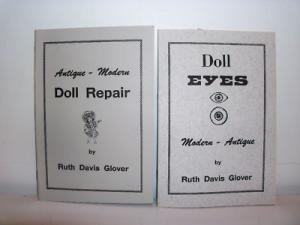 Antique - Modern
Doll Repair
by
Ruth Davis Glover
Doll
EYES
Modern - Antique
by
Ruth Davis Glover